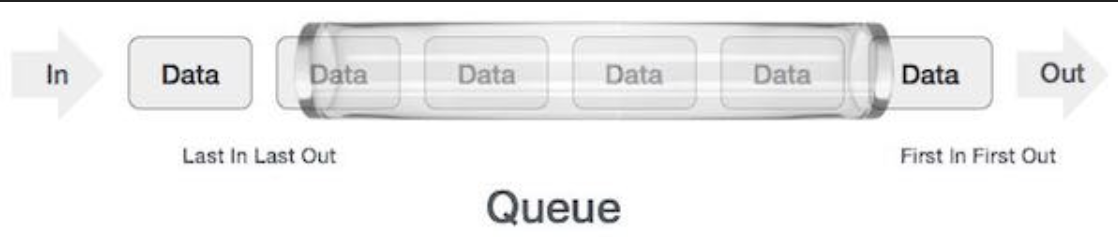 In Data Data Data Data Data Data Out
Last In Last Out First In First Out
Queue